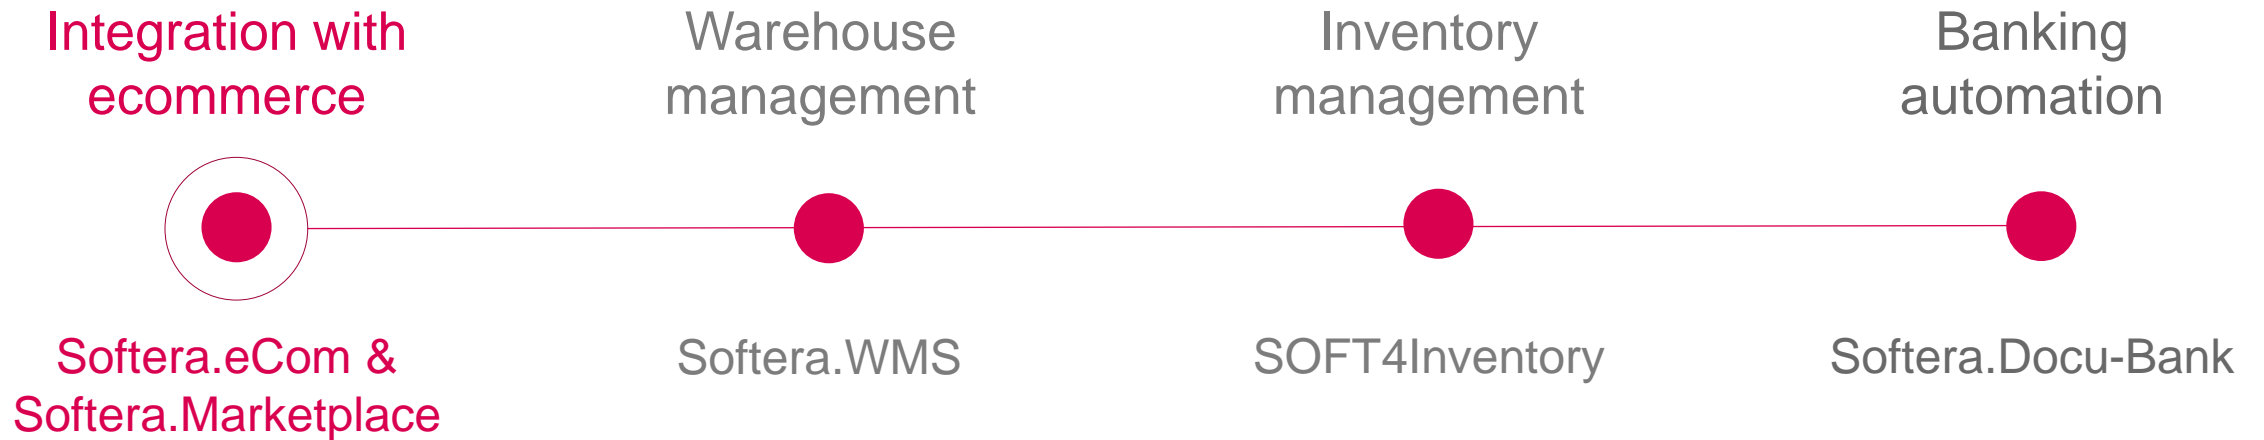 Integration with
ecommerce
Warehouse
management
Inventory
management
Banking
automation
Softera.eCom &
Softera.Marketplace
Softera.WMS
SOFT4Inventory
Softera.Docu-Bank